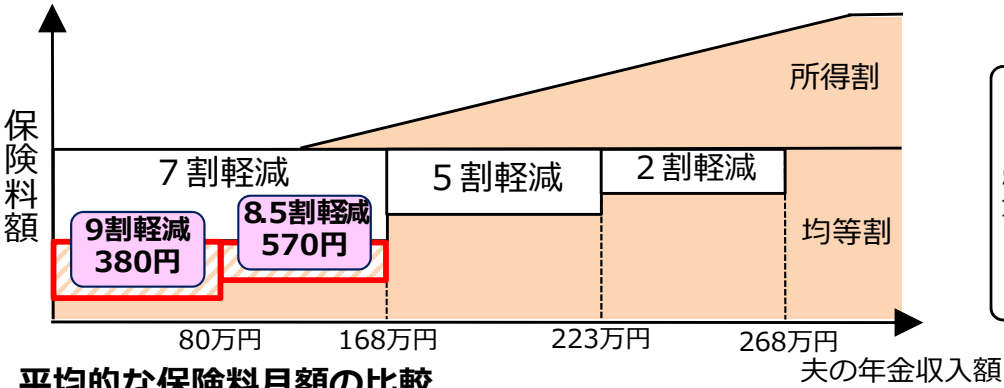 保険料額
所得割
7割軽減
5割軽減
2割軽減
9割軽減
380円
8.5割軽減
570円
均等割
80万円
168万円
223万円
268万円
夫の年金収入額
平均的な保険料月額の比較